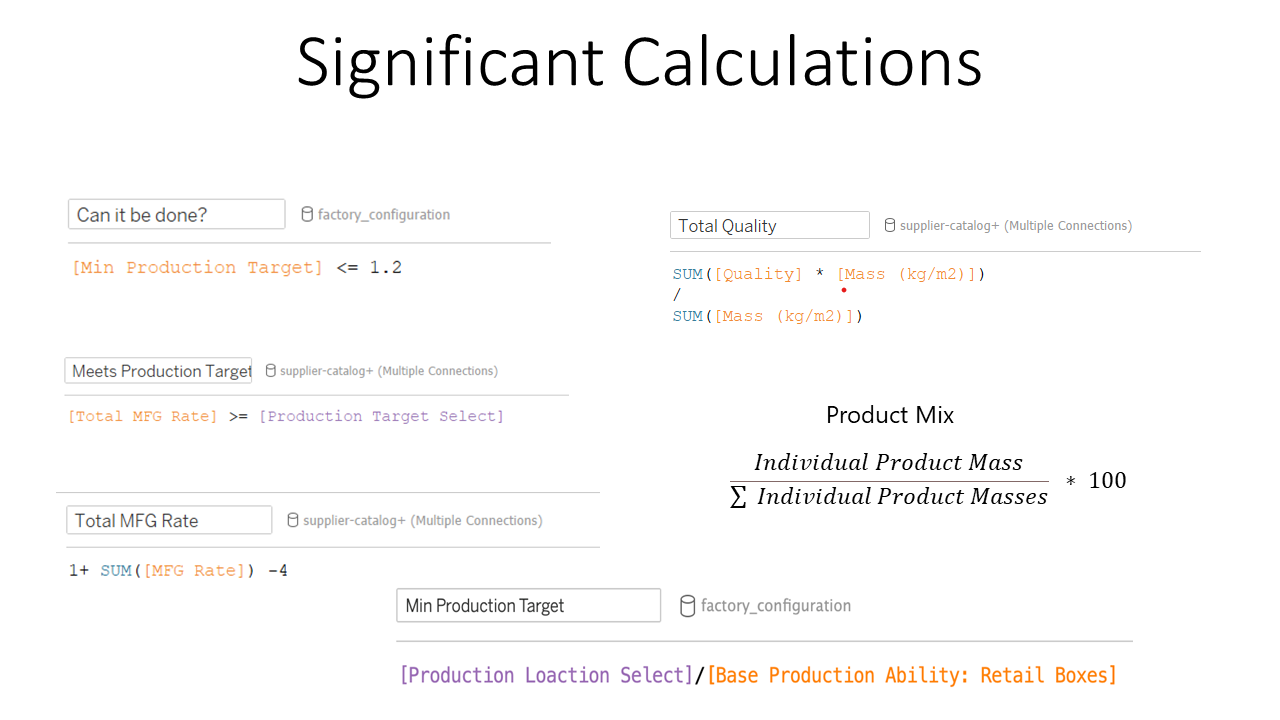 Significant Calculations
Can it be done? factory_configuration
[Min Production Target] <= 1.2
Meets Production Target supplier-catalog+ (Multiple Connections)
[Total MFG Rate] >= [Production Target Select]
Total MFG Rate supplier-catalog+ (Multiple Connections)
1+ SUM([MFG Rate]) -4
Total Quality supplier-catalog+ (Multiple Connections)
SUM([Quality] * [Mass (kg/m2)])
/
SUM([Mass (kg/m2)])
Product Mix
Individual Product Mass
∑ Individual Product Masses
* 100
Min Production Target factory_configuration
[Production Loaction Select]/[Base Production Ability: Retail Boxes]